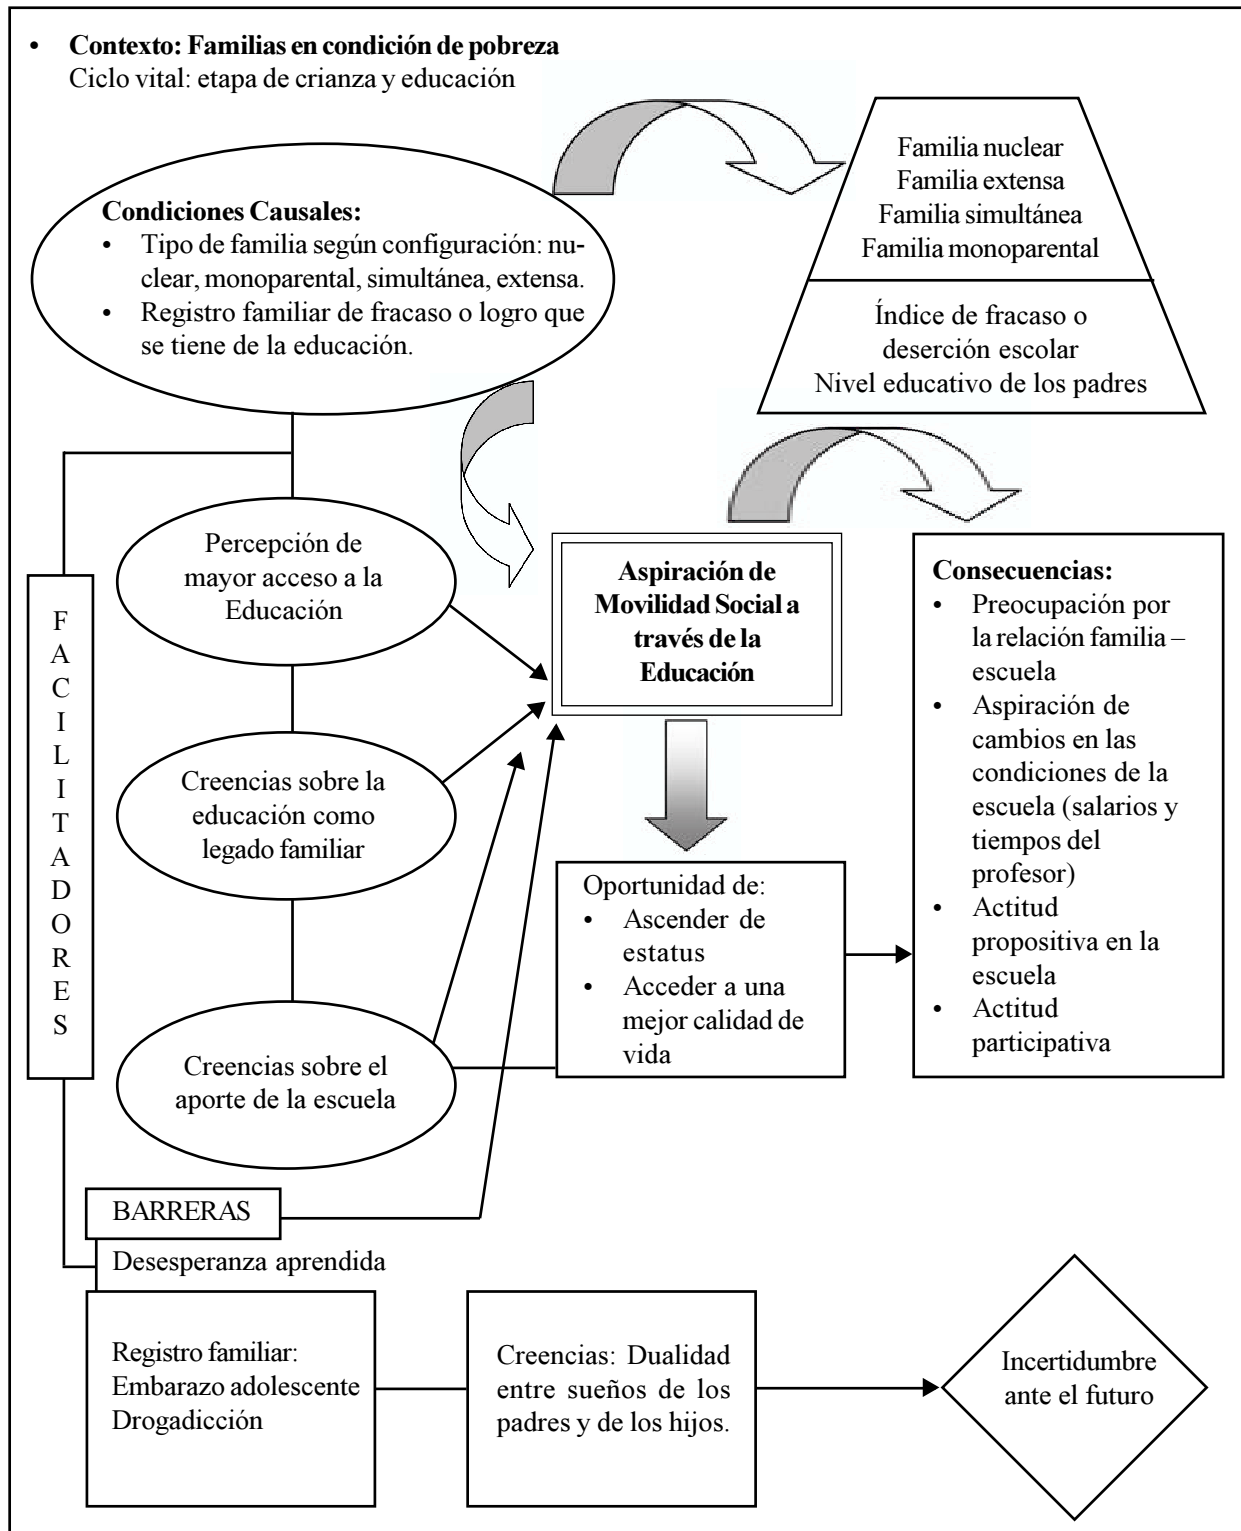 • Contexto: Familias en condición de pobreza
Ciclo vital: etapa de crianza y educación
Condiciones Causales:
• Tipo de familia según configuración: nu-
clear, monoparental, simultánea, extensa.
• Registro familiar de fracaso o logro que
se tiene de la educación.
Familia nuclear
Familia extensa
Familia simultánea
Familia monoparental
Índice de fracaso o
deserción escolar
Nivel educativo de los padres
FACILITADORES
Percepción de
mayor acceso a la
Educación
Creencias sobre la
educación como
legado familiar
Creencias sobre el
aporte de la escuela
Aspiración de
Movilidad Social a
través de la
Educación
Oportunidad de:
• Ascender de
estatus
• Acceder a una
mejor calidad de
vida
Consecuencias:
• Preocupación por
la relación familia –
escuela
• Aspiración de
cambios en las
condiciones de la
escuela (salarios y
tiempos del
profesor)
• Actitud
propositiva en la
escuela
• Actitud
participativa
BARRERAS
Desesperanza aprendida
Registro familiar:
Embarazo adolescente
Drogadicción
Creencias: Dualidad
entre sueños de los
padres y de los hijos.
Incertidumbre
ante el futuro